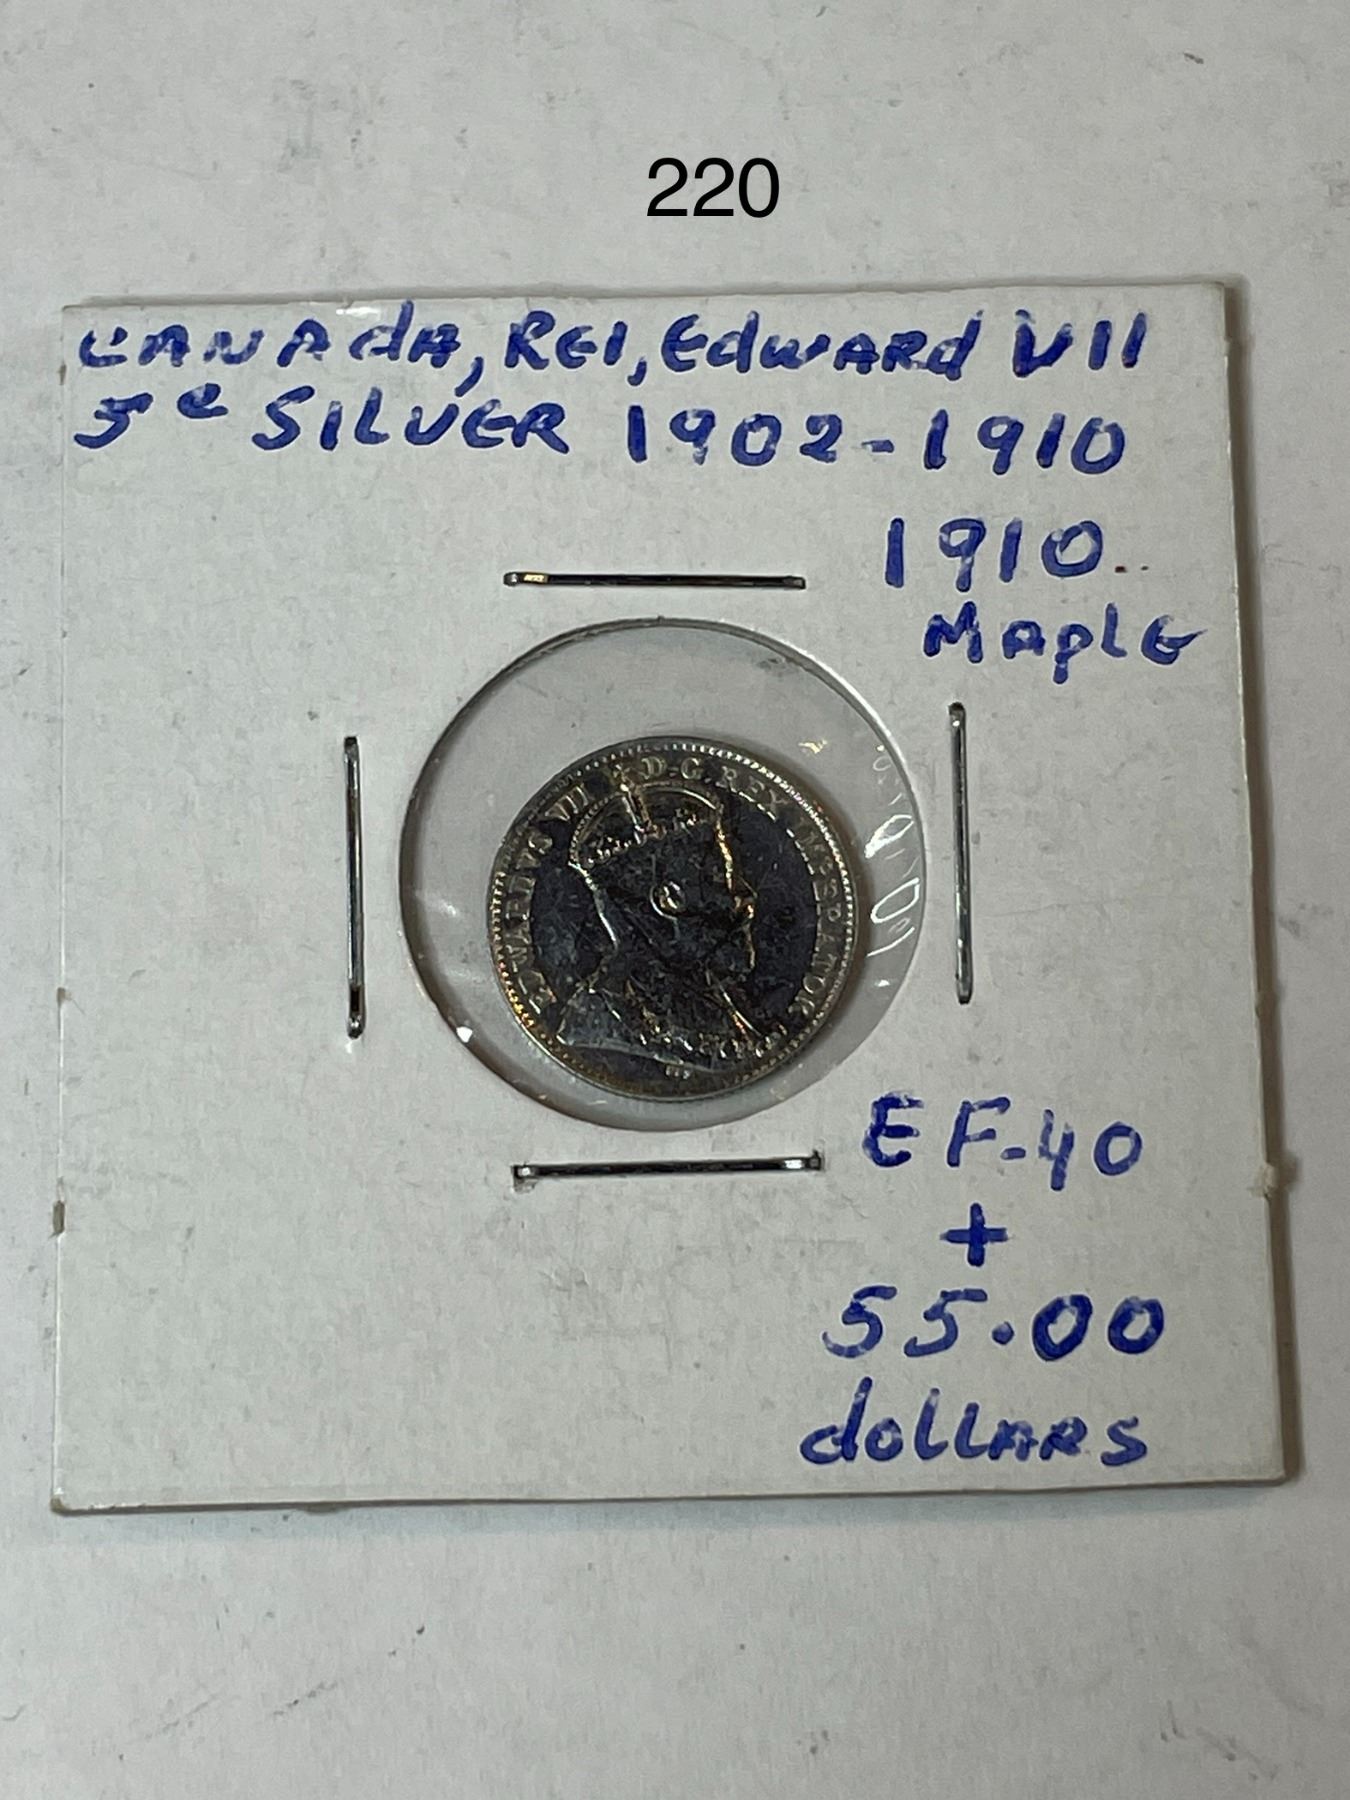 220
CANADA, REI, Edward VII
5¢ SILVER 1902-1910
1910
Maple
EDWARDVS VII D.G.REX IMPERATOR
EF-40
+
55.00
dollars